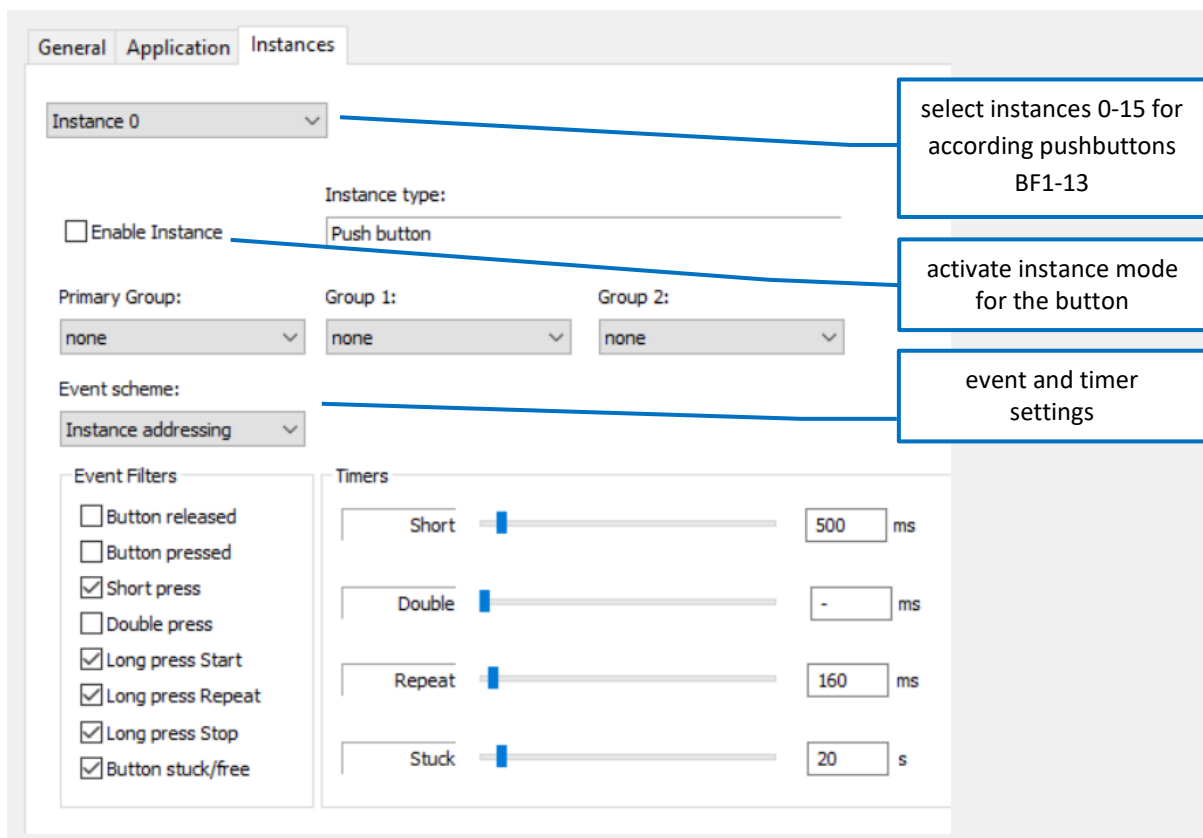 General Application Instances
Instance 0
select instances 0-15 for
according pushbuttons
BF1-13
Instance type:
Enable Instance
Push button
activate instance mode
for the button
Primary Group:
Group 1:
Group 2:
none
none
none
event and timer
settings
Event scheme:
Instance addressing
Event Filters
Button released
Button pressed
Short press
Double press
Long press Start
Long press Repeat
Long press Stop
Button stuck/free
Timers
Short 500 ms
Double - ms
Repeat 160 ms
Stuck 20 s